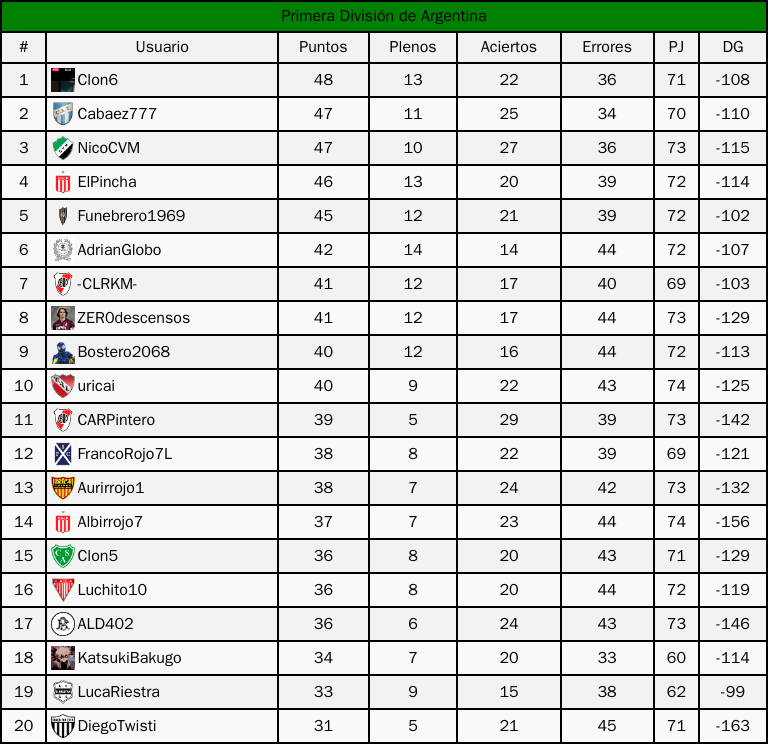 Primera División de Argentina
# Usuario Puntos Plenos Aciertos Errores PJ DG
1 Clon6 48 13 22 36 71 -108
2 Cabaez777 47 11 25 34 70 -110
3 NicoCVM 47 10 27 36 73 -115
4 ElPincha 46 13 20 39 72 -114
5 Funebrero1969 45 12 21 39 72 -102
6 AdrianGlobo 42 14 14 44 72 -107
7 -CLRKM- 41 12 17 40 69 -103
8 ZER0descensos 41 12 17 44 73 -129
9 Bostero2068 40 12 16 44 72 -113
10 uricai 40 9 22 43 74 -125
11 CARPintero 39 5 29 39 73 -142
12 FrancoRojo7L 38 8 22 39 69 -121
13 Aurirrojo1 38 7 24 42 73 -132
14 Albirrojo7 37 7 23 44 74 -156
15 Clon5 36 8 20 43 71 -129
16 Luchito10 36 8 20 44 72 -119
17 ALD402 36 6 24 43 73 -146
18 KatsukiBakugo 34 7 20 33 60 -114
19 LucaRiestra 33 9 15 38 62 -99
20 DiegoTwisti 31 5 21 45 71 -163